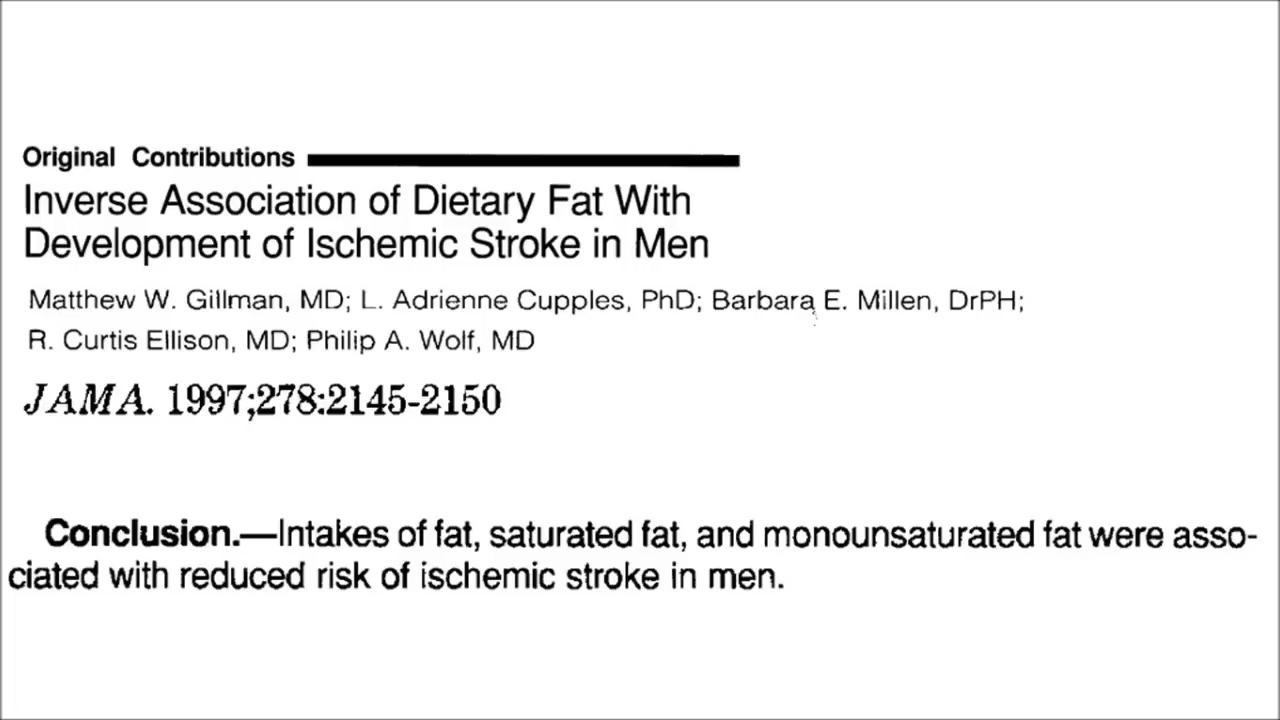 Original Contributions
Inverse Association of Dietary Fat With
Development of Ischemic Stroke in Men
Matthew W. Gillman, MD; L. Adrienne Cupples, PhD; Barbara E. Millen, DrPH;
R. Curtis Ellison, MD; Philip A. Wolf, MD
JAMA. 1997;278:2145-2150
Conclusion.—Intakes of fat, saturated fat, and monounsaturated fat were asso-
ciated with reduced risk of ischemic stroke in men.